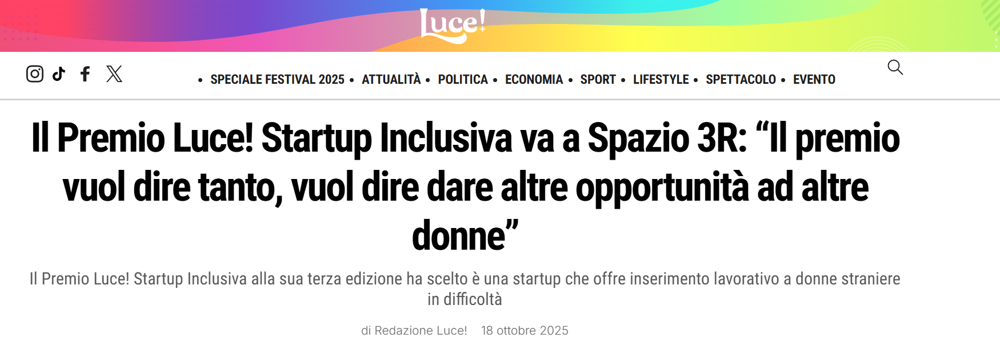 Luce!
• SPECIALE FESTIVAL 2025 • ATTUALITÀ • POLITICA • ECONOMIA • SPORT • LIFESTYLE • SPETTACOLO • EVENTO
Il Premio Luce! Startup Inclusiva va a Spazio 3R: “Il premio
vuol dire tanto, vuol dire dare altre opportunità ad altre
donne”
Il Premio Luce! Startup Inclusiva alla sua terza edizione ha scelto è una startup che offre inserimento lavorativo a donne straniere
in difficoltà
di Redazione Luce! 18 ottobre 2025